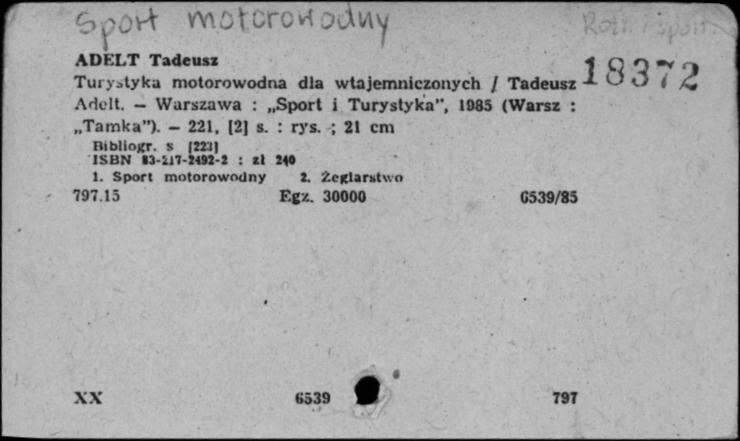 Sport motorowodny
18372
ADELT Tadeusz
Turystyka motorowodna dla wtajemniczonych / Tadeusz
Adelt. — Warszawa : „Sport i Turystyka”, 1985 (Warsz :
„Tamka”). — 221, [2] s. : rys. ; 21 cm
Bibliogr. s [223]
ISBN 83-217-2492-2 : zł 240
1. Sport motorowodny 2. Żeglarstwo
797.15 Egz. 30000 6539/85
XX 6539 797